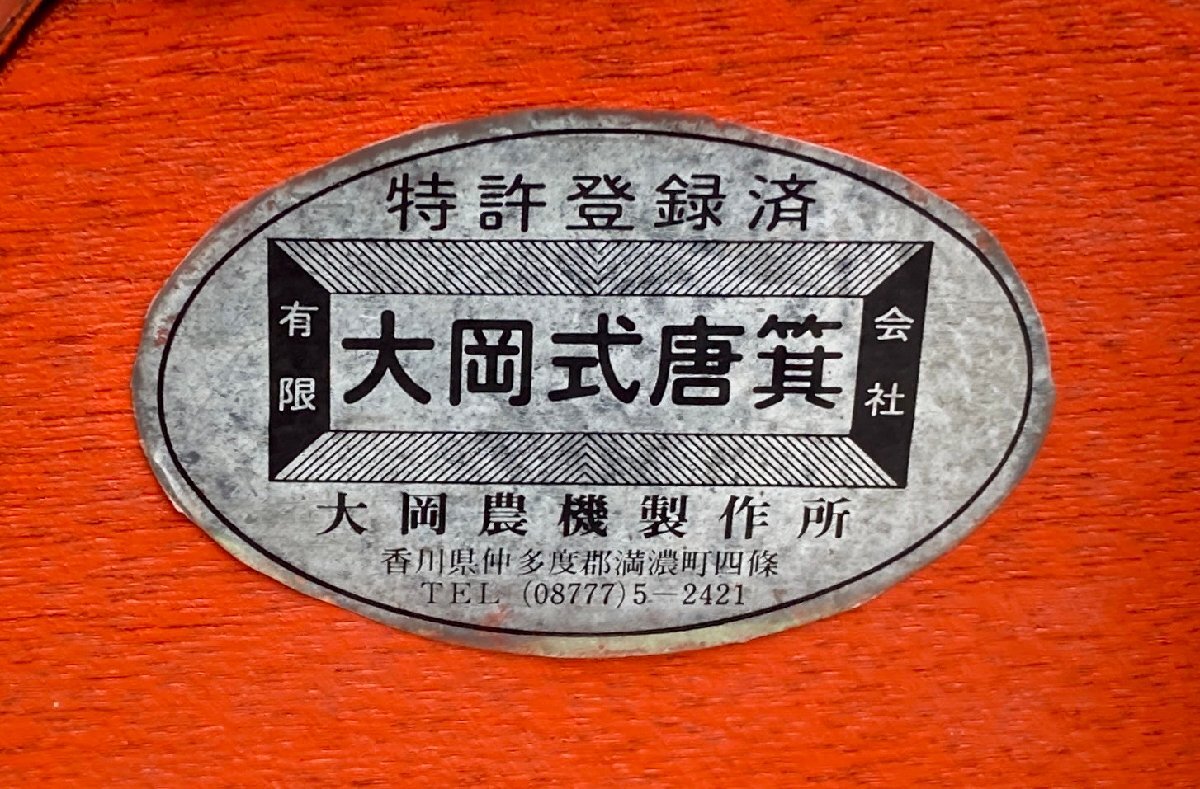 特許登録済
有限
大岡式唐箕
会社
大岡農機製作所
香川県仲多度郡満濃町四條
TEL (08777)5-2421